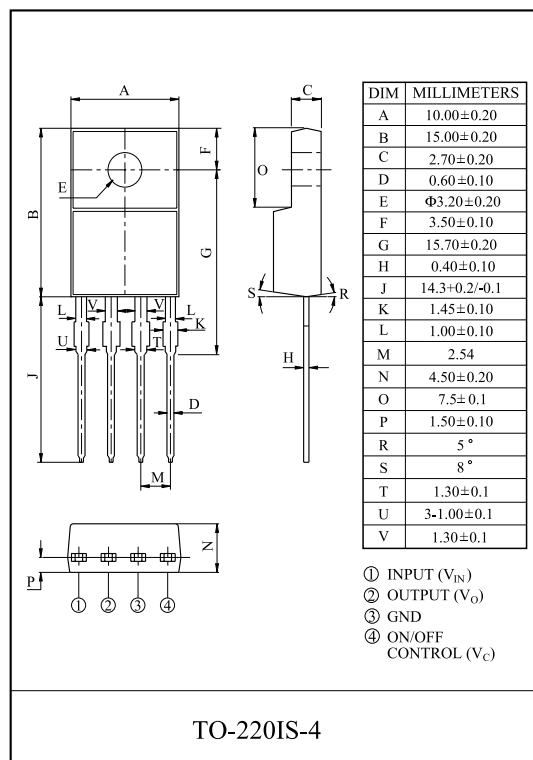 A
C
F
E
O
B
G
L
V
V
L
K
U
T
S
R
J
H
D
M
N
P
① ② ③ ④
DIM MILLIMETERS
A 10.00±0.20
B 15.00±0.20
C 2.70±0.20
D 0.60±0.10
E Φ3.20±0.20
F 3.50±0.10
G 15.70±0.20
H 0.40±0.10
J 14.3+0.2/-0.1
K 1.45±0.10
L 1.00±0.10
M 2.54
N 4.50±0.20
O 7.5±0.1
P 1.50±0.10
R 5°
S 8°
T 1.30±0.1
U 3-1.00±0.1
V 1.30±0.1
① INPUT (VIN)
② OUTPUT (VO)
③ GND
④ ON/OFF
CONTROL (VC)
TO-220IS-4